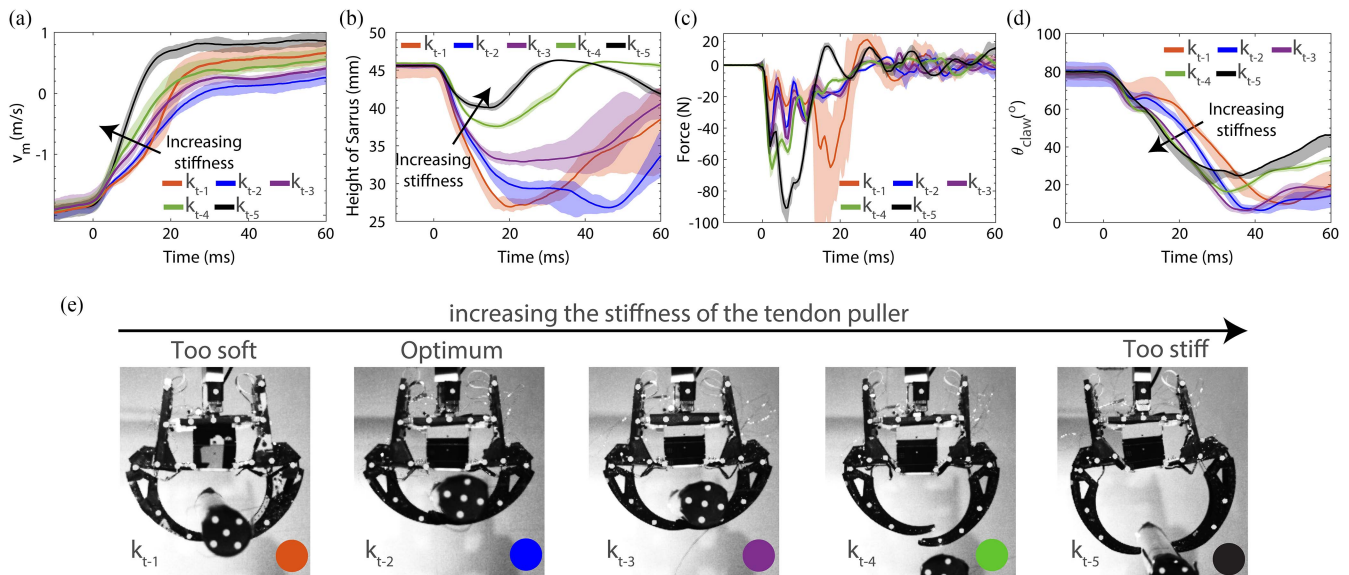 (a)
v_m (m/s)
1
0
-1
Increasing
stiffness
k_t-1 k_t-2 k_t-3
k_t-4 k_t-5
0 20 40 60
Time (ms)
(b)
Height of Sarrus (mm)
50
45
40
35
30
25
k_t-1 k_t-2 k_t-3 k_t-4 k_t-5
Increasing
stiffness
0 20 40 60
Time (ms)
(c)
Force (N)
20
0
-20
-40
-60
-80
-100
k_t-1 k_t-2 k_t-3
k_t-4 k_t-5
-10 0 10 20 30 40 50 60
Time (ms)
(d)
θ_claw(°)
100
80
60
40
20
0
k_t-1 k_t-2 k_t-3
k_t-4 k_t-5
Increasing
stiffness
0 20 40 60
Time (ms)
(e)
increasing the stiffness of the tendon puller
Too soft Optimum Too stiff
k_t-1 k_t-2 k_t-3 k_t-4 k_t-5